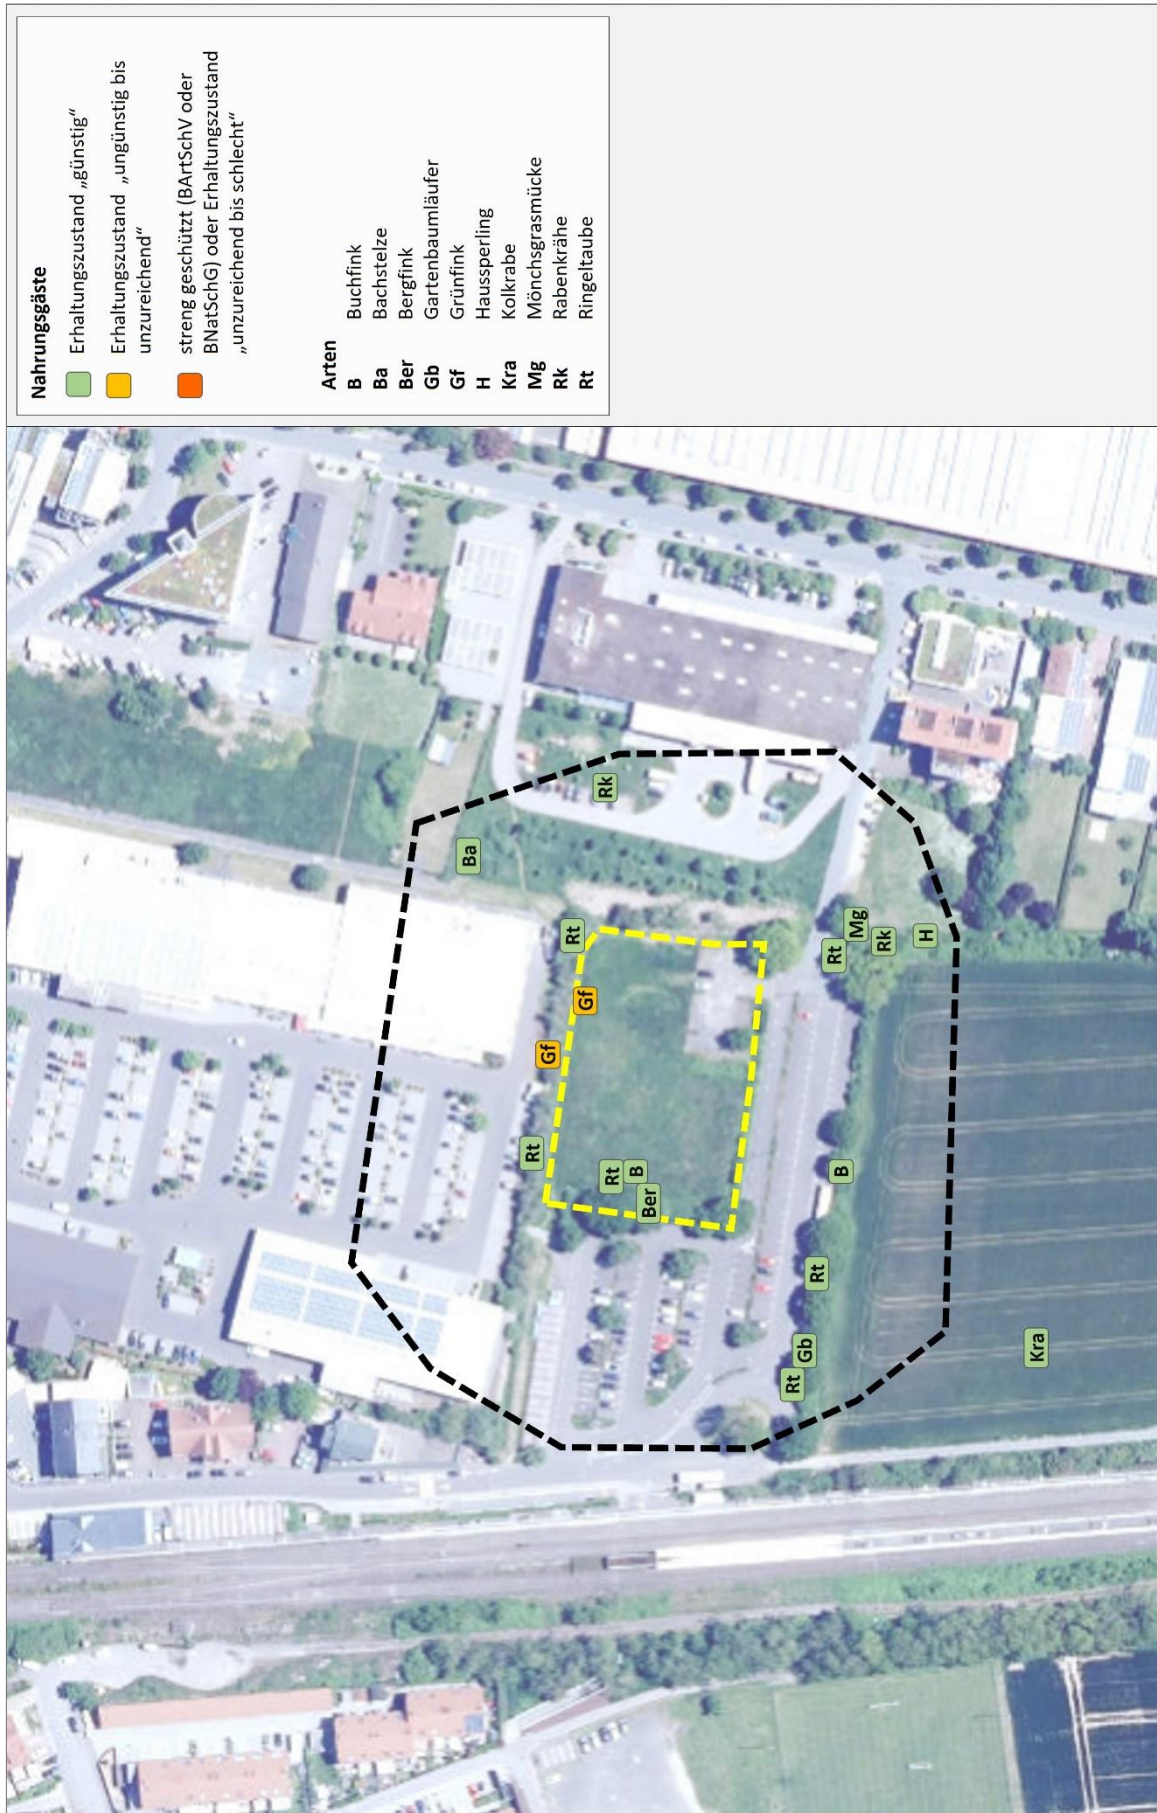 Nahrungsgäste
Erhaltungszustand „günstig“
Erhaltungszustand „ungünstig bis
unzureichend“
streng geschützt (BArtSchV oder
BNatSchG) oder Erhaltungszustand
„unzureichend bis schlecht“
Arten
B Buchfink
Ba Bachstelze
Ber Bergfink
Gb Gartenbaumläufer
Gf Grünfink
H Haussperling
Kra Kolkrabe
Mg Mönchsgrasmücke
Rk Rabenkrähe
Rt Ringeltaube
Rk
Ba
Rt
Mg
Rk
H
Rt
Gf
Gf
Rt
Rt
B
Ber
B
Rt
Gb
Rt
Kra